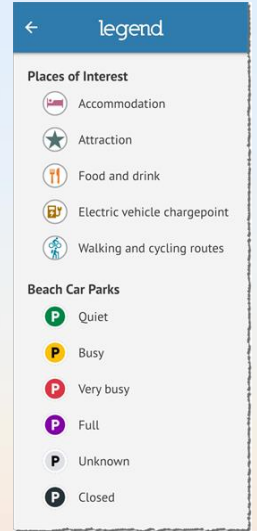 legend
Places of Interest
Accommodation
Attraction
Food and drink
Electric vehicle chargepoint
Walking and cycling routes
Beach Car Parks
P Quiet
P Busy
P Very busy
P Full
P Unknown
P Closed